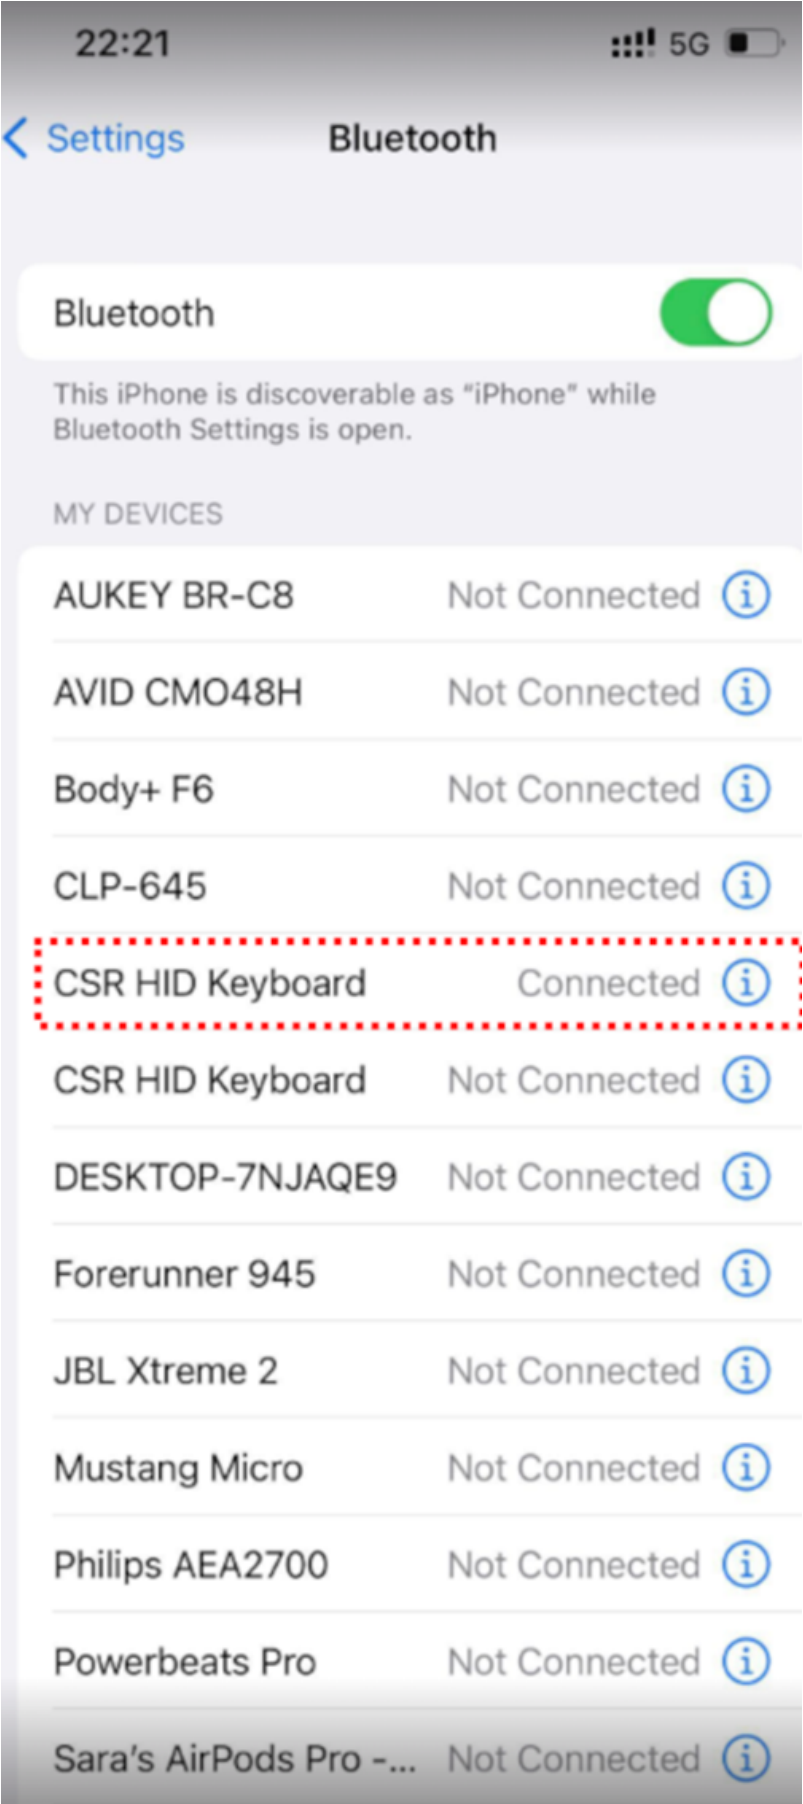 22:21 5G
Settings Bluetooth
Bluetooth
This iPhone is discoverable as “iPhone” while
Bluetooth Settings is open.
MY DEVICES
AUKEY BR-C8 Not Connected
AVID CMO48H Not Connected
Body+ F6 Not Connected
CLP-645 Not Connected
CSR HID Keyboard Connected
CSR HID Keyboard Not Connected
DESKTOP-7NJAQE9 Not Connected
Forerunner 945 Not Connected
JBL Xtreme 2 Not Connected
Mustang Micro Not Connected
Philips AEA2700 Not Connected
Powerbeats Pro Not Connected
Sara’s AirPods Pro -... Not Connected